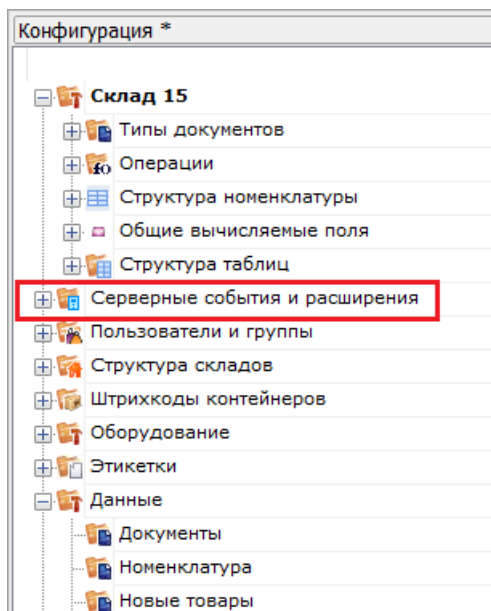 Конфигурация *
Склад 15
Типы документов
Операции
Структура номенклатуры
Общие вычисляемые поля
Структура таблиц
Серверные события и расширения
Пользователи и группы
Структура складов
Штрихкоды контейнеров
Оборудование
Этикетки
Данные
Документы
Номенклатура
Новые товары